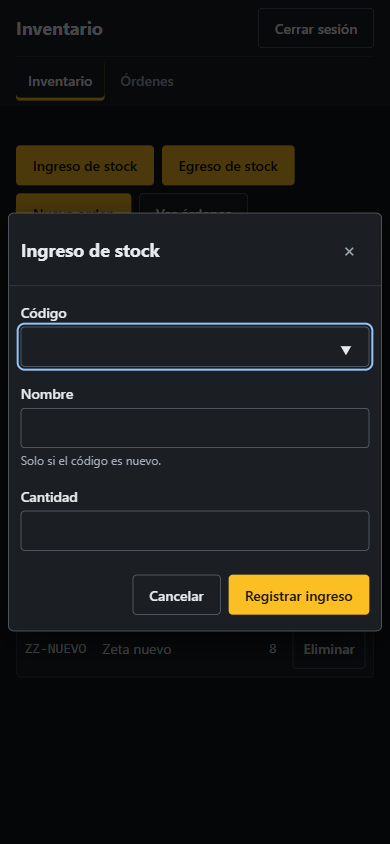 Inventario
Cerrar sesión
Inventario
Órdenes
Ingreso de stock
Egreso de stock
Ingreso de stock
×
Código
▼
Nombre
Solo si el código es nuevo.
Cantidad
Cancelar
Registrar ingreso
ZZ-NUEVO Zeta nuevo 8 Eliminar